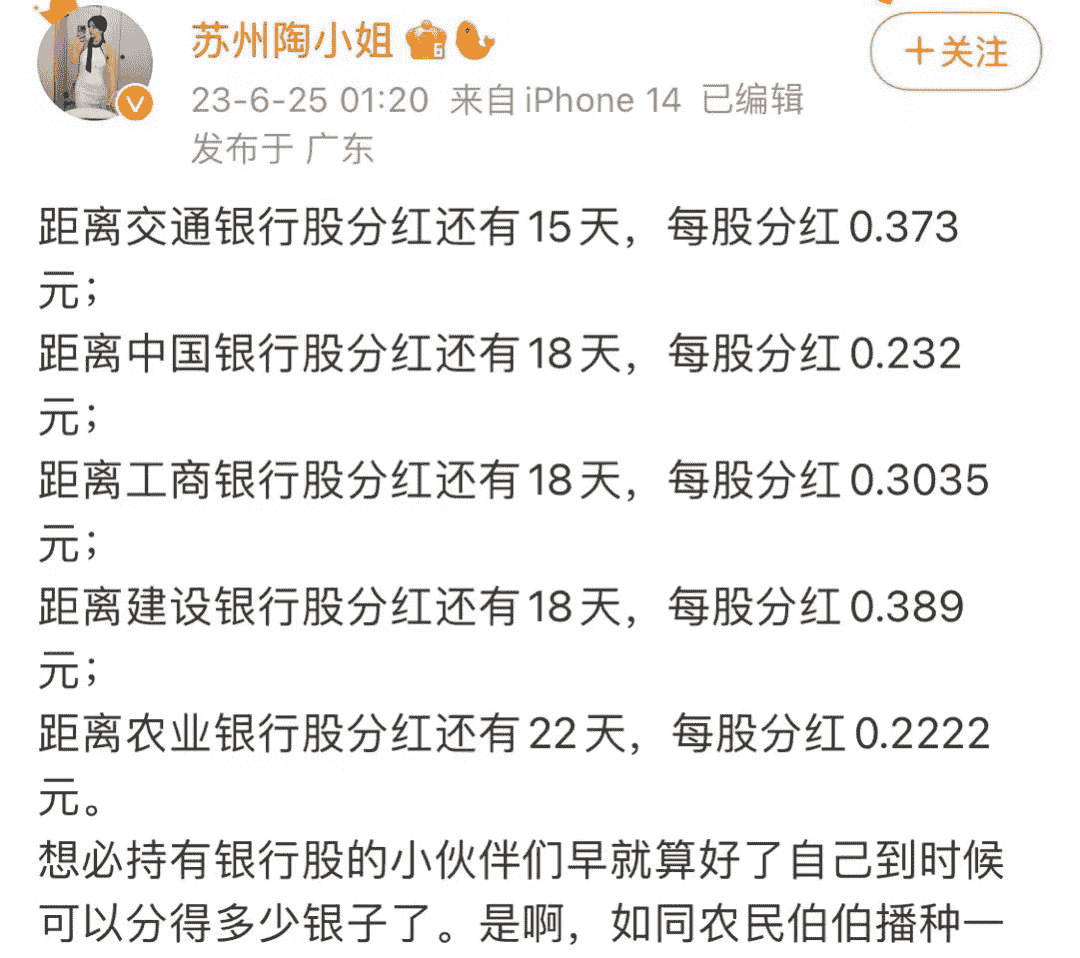 苏州陶小姐
+关注
23-6-25 01:20 来自 iPhone 14 已编辑
发布于 广东
距离交通银行股分红还有15天，每股分红0.373
元；
距离中国银行股分红还有18天，每股分红0.232
元；
距离工商银行股分红还有18天，每股分红0.3035
元；
距离建设银行股分红还有18天，每股分红0.389
元；
距离农业银行股分红还有22天，每股分红0.2222
元。
想必持有银行股的小伙伴们早就算好了自己到时候
可以分得多少银子了。是啊，如同农民伯伯播种一